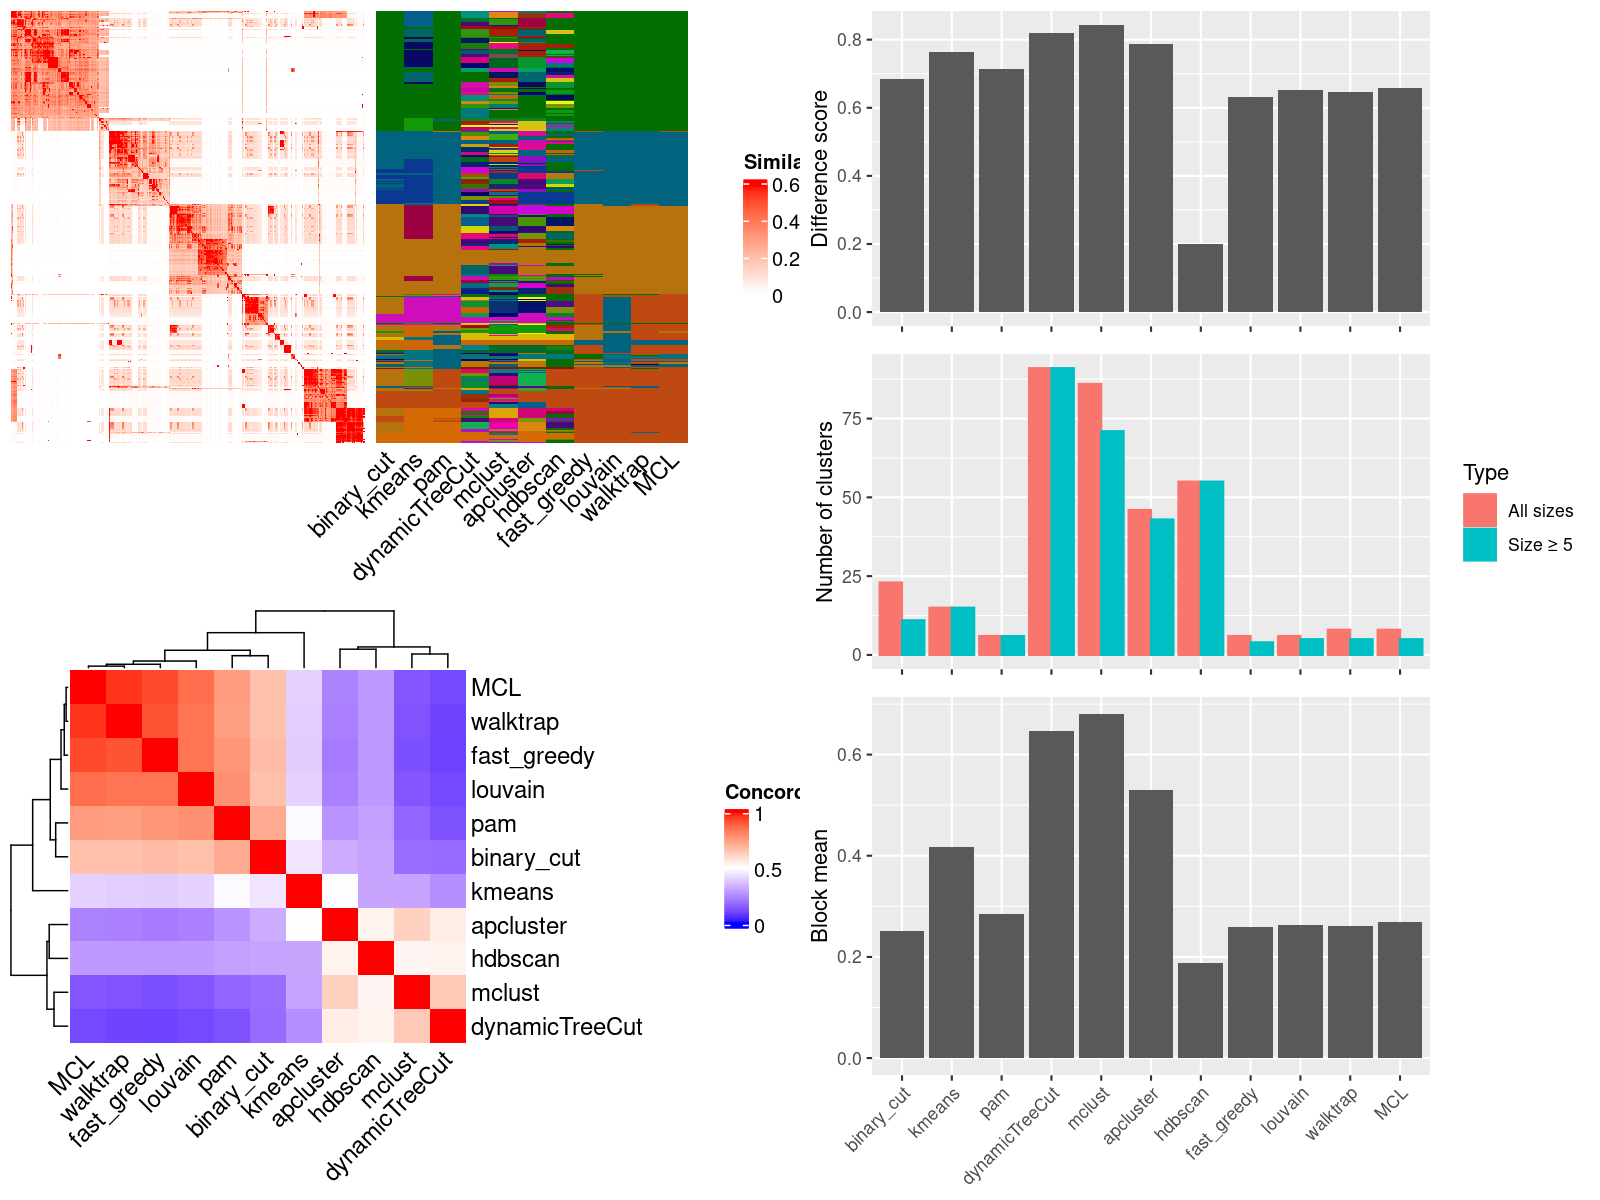 Simila
0.6
0.4
0.2
0
binary_cut
kmeans
pam
dynamicTreeCut
mclust
apcluster
hdbscan
fast_greedy
louvain
walktrap
MCL
Difference score
0.8
0.6
0.4
0.2
0.0
Number of clusters
75
50
25
0
Type
All sizes
Size ≥ 5
MCL
walktrap
fast_greedy
louvain
pam
binary_cut
kmeans
apcluster
hdbscan
mclust
dynamicTreeCut
MCL
walktrap
fast_greedy
louvain
pam
binary_cut
kmeans
apcluster
hdbscan
mclust
dynamicTreeCut
Concord
1
0.5
0
Block mean
0.6
0.4
0.2
0.0
binary_cut
kmeans
pam
dynamicTreeCut
mclust
apcluster
hdbscan
fast_greedy
louvain
walktrap
MCL